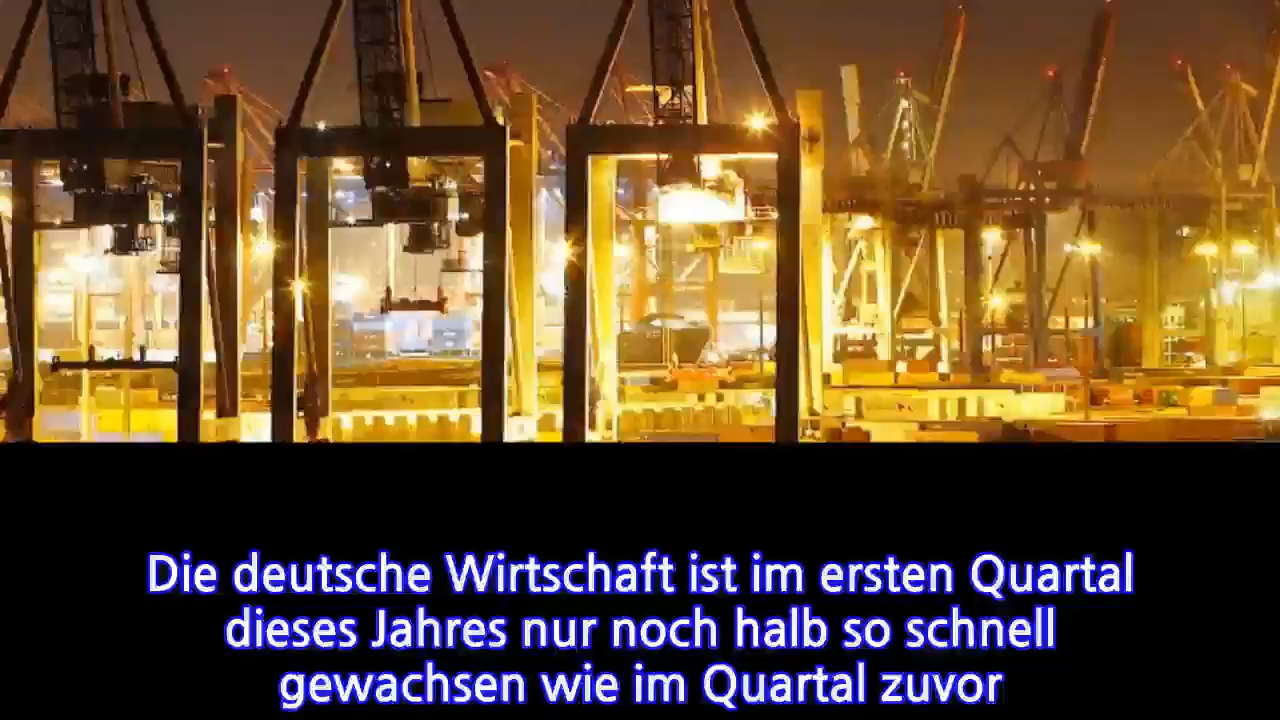 Die deutsche Wirtschaft ist im ersten Quartal
dieses Jahres nur noch halb so schnell
gewachsen wie im Quartal zuvor